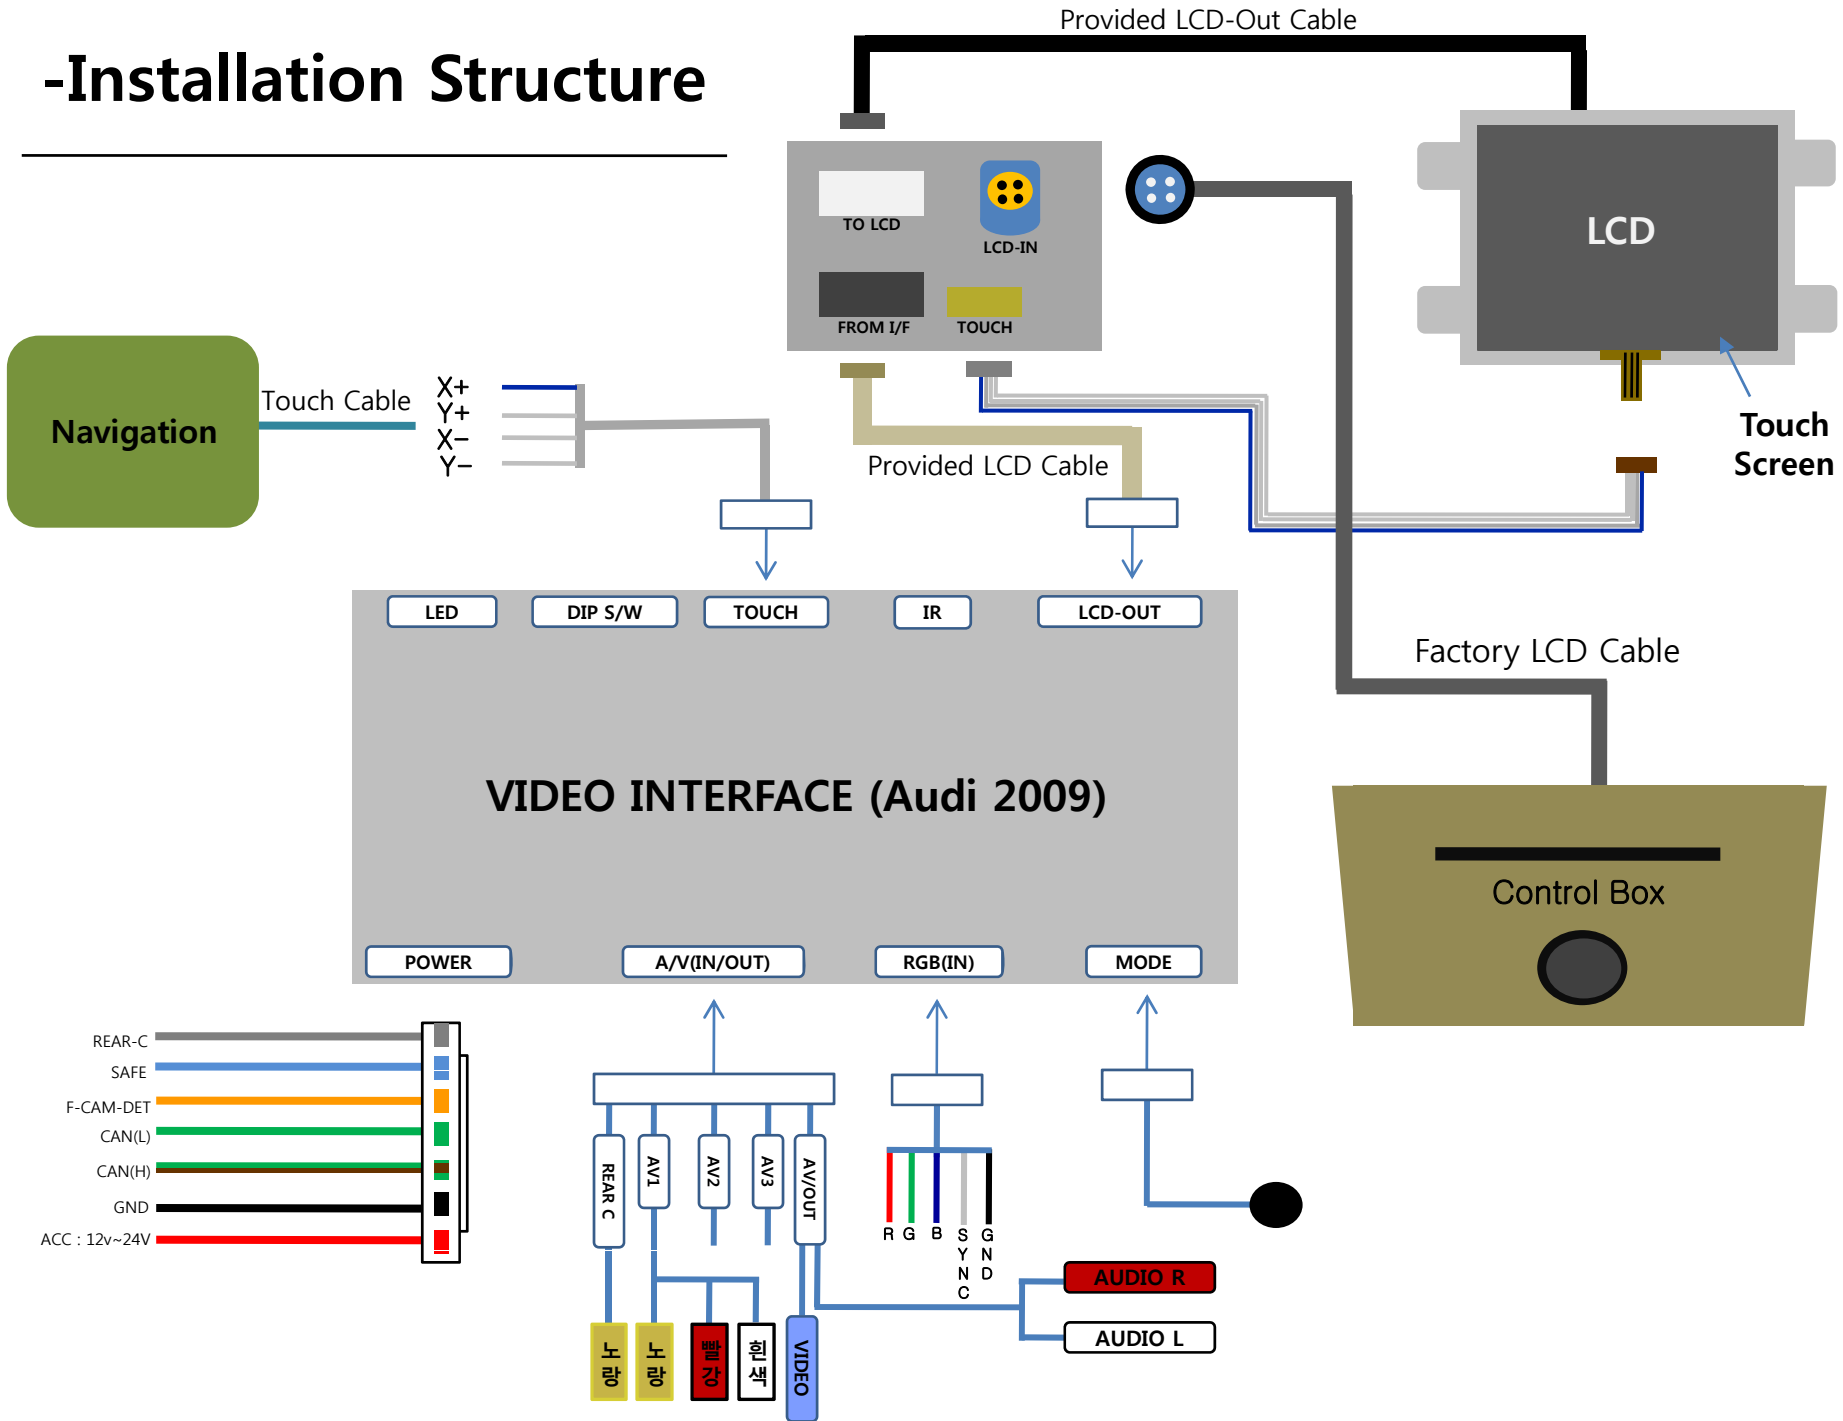 Provided LCD-Out Cable
-Installation Structure
TO LCD
LCD-IN
FROM I/F
TOUCH
LCD
Touch
Screen
Navigation
Touch Cable
X+
Y+
X−
Y−
Provided LCD Cable
LED
DIP S/W
TOUCH
IR
LCD-OUT
Factory LCD Cable
VIDEO INTERFACE (Audi 2009)
Control Box
POWER
A/V(IN/OUT)
RGB(IN)
MODE
REAR-C
SAFE
F-CAM-DET
CAN(L)
CAN(H)
GND
ACC : 12v~24V
REAR C
AV1
AV2
AV3
AV/OUT
R
G
B
SYNC
GND
AUDIO R
AUDIO L
노랑
노랑
빨강
흰색
VIDEO